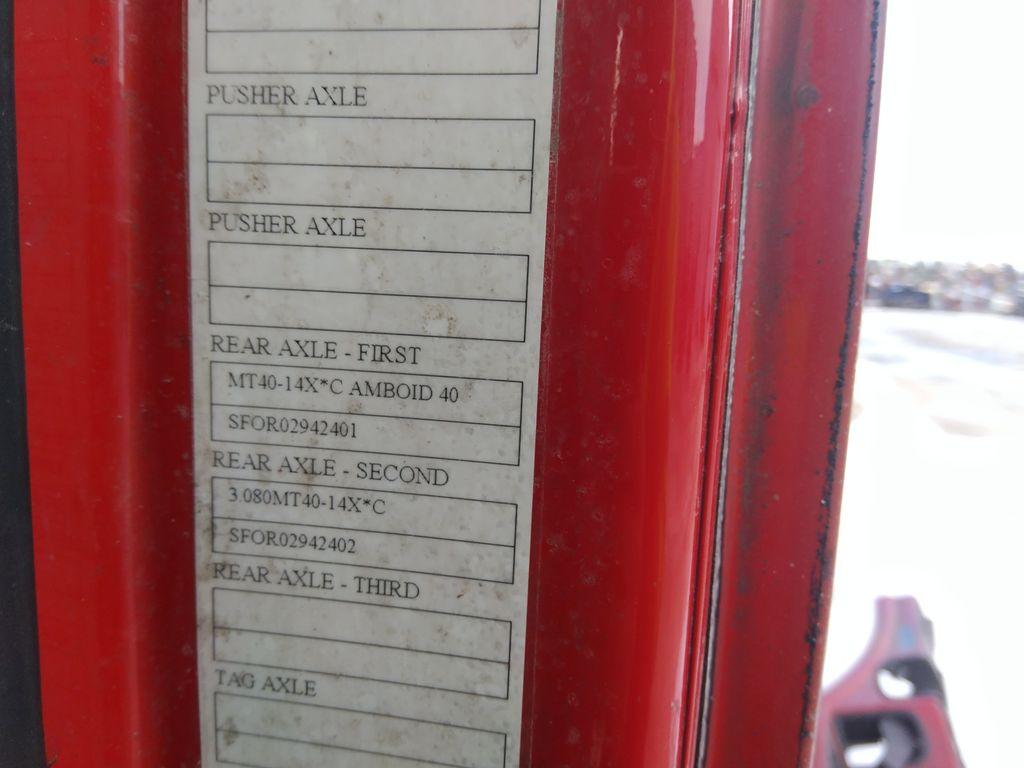 PUSHER AXLE
PUSHER AXLE
REAR AXLE - FIRST
MT40-14X*C AMBOID 40
SFOR02942401
REAR AXLE - SECOND
3.080MT40-14X*C
SFOR02942402
REAR AXLE - THIRD
TAG AXLE